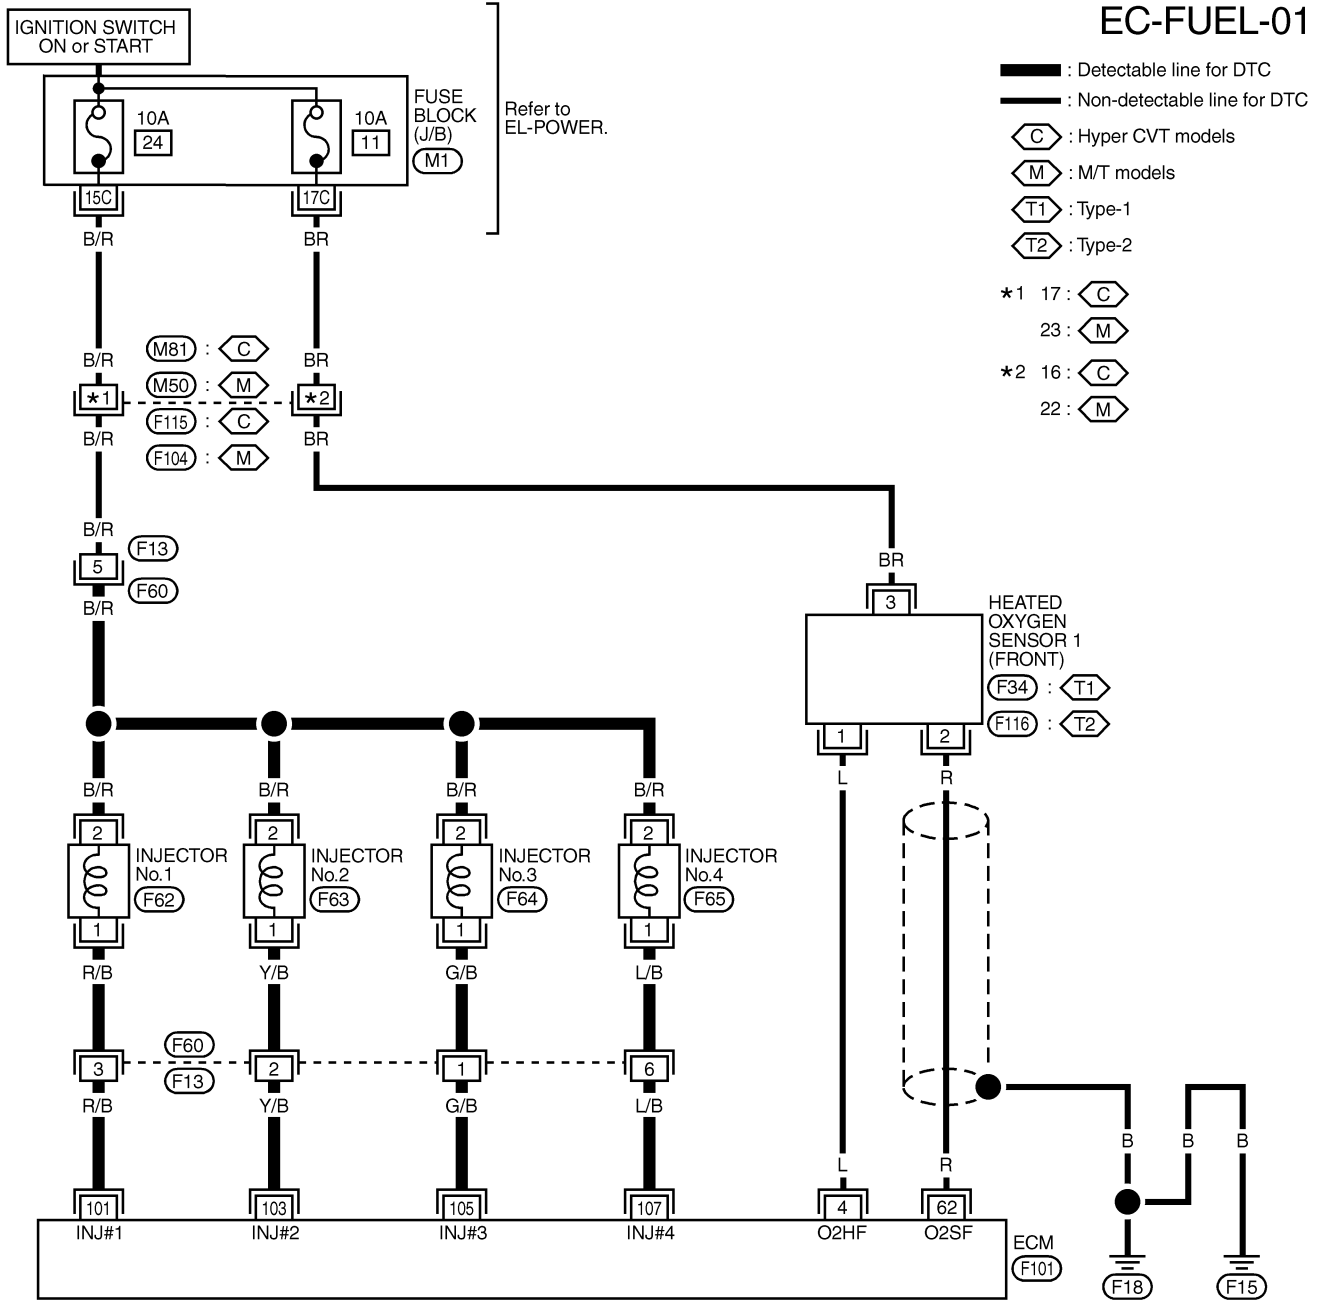 EC-FUEL-01
IGNITION SWITCH
ON or START
FUSE
BLOCK
(J/B)
M1
Refer to
EL-POWER.
10A
24
10A
11
15C
17C
: Detectable line for DTC
: Non-detectable line for DTC
C : Hyper CVT models
M : M/T models
T1 : Type-1
T2 : Type-2
*1 17 : C
23 : M
*2 16 : C
22 : M
B/R
BR
B/R
BR
M81 : C
M50 : M
*1
*2
F115 : C
F104 : M
B/R
BR
B/R
F13
5
F60
B/R
BR
3
HEATED
OXYGEN
SENSOR 1
(FRONT)
F34 : T1
F116 : T2
1
2
L
R
B/R
B/R
B/R
B/R
2
2
2
2
INJECTOR
No.1
F62
INJECTOR
No.2
F63
INJECTOR
No.3
F64
INJECTOR
No.4
F65
1
1
1
1
R/B
Y/B
G/B
L/B
F60
3
2
1
6
F13
R/B
Y/B
G/B
L/B
B
B
B
L
R
101
103
105
107
4
62
INJ#1
INJ#2
INJ#3
INJ#4
O2HF
O2SF
ECM
F101
F18
F15